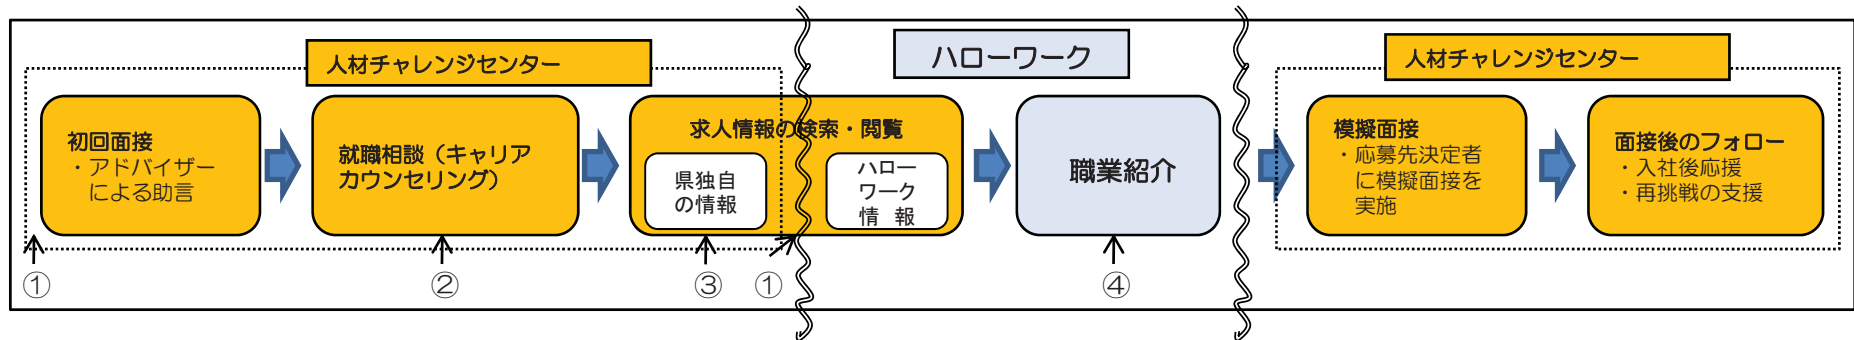 人材チャレンジセンター
ハローワーク
人材チャレンジセンター
初回面接
・アドバイザー
による助言
就職相談（キャリア
カウンセリング）
求人情報の検索・閲覧
県独自
の情報
ハロー
ワーク
情 報
職業紹介
模擬面接
・応募先決定者
に模擬面接を
実施
面接後のフォロー
・入社後応援
・再挑戦の支援
①
②
③
①
④